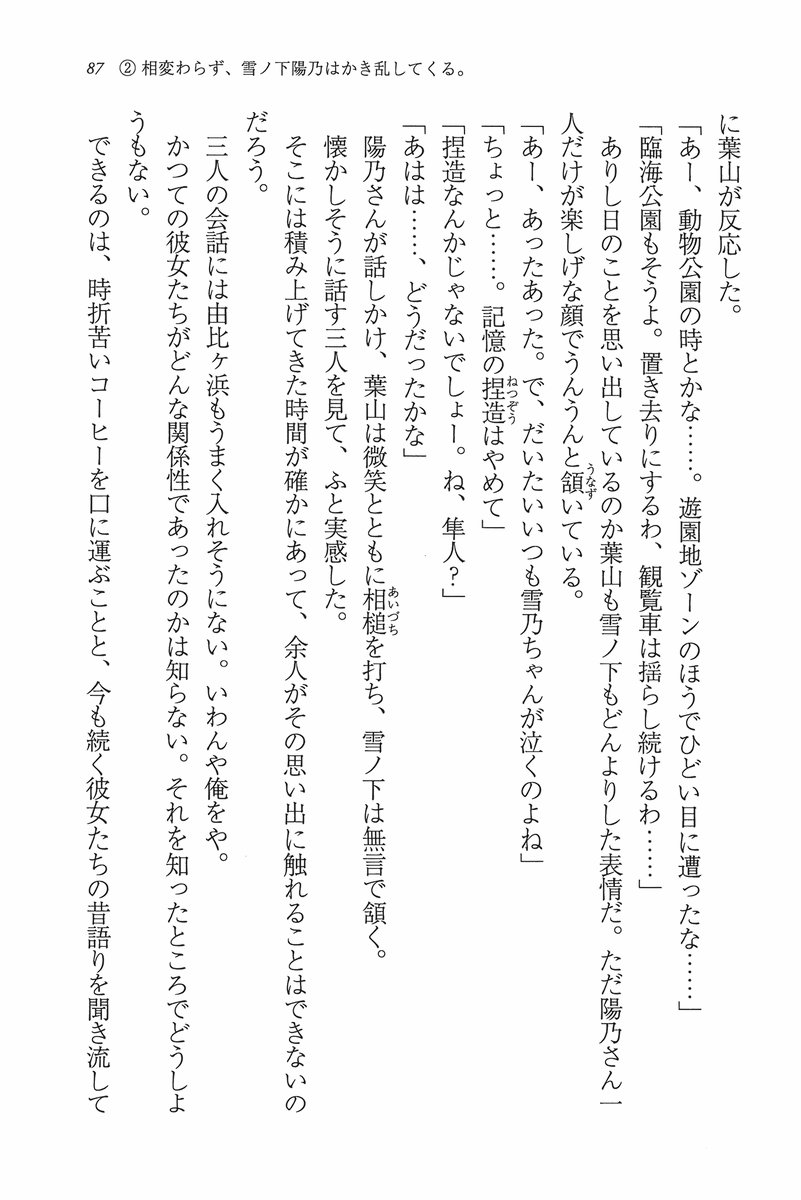 87 ② 相変わらず、雪ノ下陽乃はかき乱してくる。
に葉山が反応した。
「あー、動物公園の時とかな……。遊園地ゾーンのほうでひどい目に遭ったな……」
「臨海公園もそうよ。置き去りにするわ、観覧車は揺らし続けるわ……」
ありし日のことを思い出しているのか葉山も雪ノ下もどんよりした表情だ。ただ陽乃さん一
人だけが楽しげな顔でうんうんと頷いている。
うなず
「あー、あったあった。で、だいたいいつも雪乃ちゃんが泣くのよね」
「ちょっと……。記憶の捏造はやめて」
ねつぞう
「捏造なんかじゃないでしょー。ね、隼人？」
「あはは……、どうだったかな」
陽乃さんが話しかけ、葉山は微笑とともに相槌を打ち、雪ノ下は無言で頷く。
あいづち
懐かしそうに話す三人を見て、ふと実感した。
そこには積み上げてきた時間が確かにあって、余人がその思い出に触れることはできないの
だろう。
三人の会話には由比ヶ浜もうまく入れそうにない。いわんや俺をや。
かつての彼女たちがどんな関係性であったのかは知らない。それを知ったところでどうしよ
うもない。
できるのは、時折苦いコーヒーを口に運ぶことと、今も続く彼女たちの昔語りを聞き流して